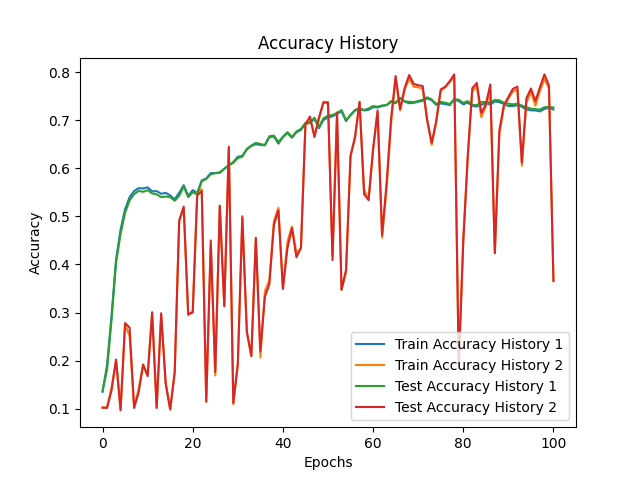 Accuracy History
0.8
0.7
0.6
0.5
0.4
0.3
0.2
0.1
Accuracy
0 20 40 60 80 100
Epochs
Train Accuracy History 1
Train Accuracy History 2
Test Accuracy History 1
Test Accuracy History 2